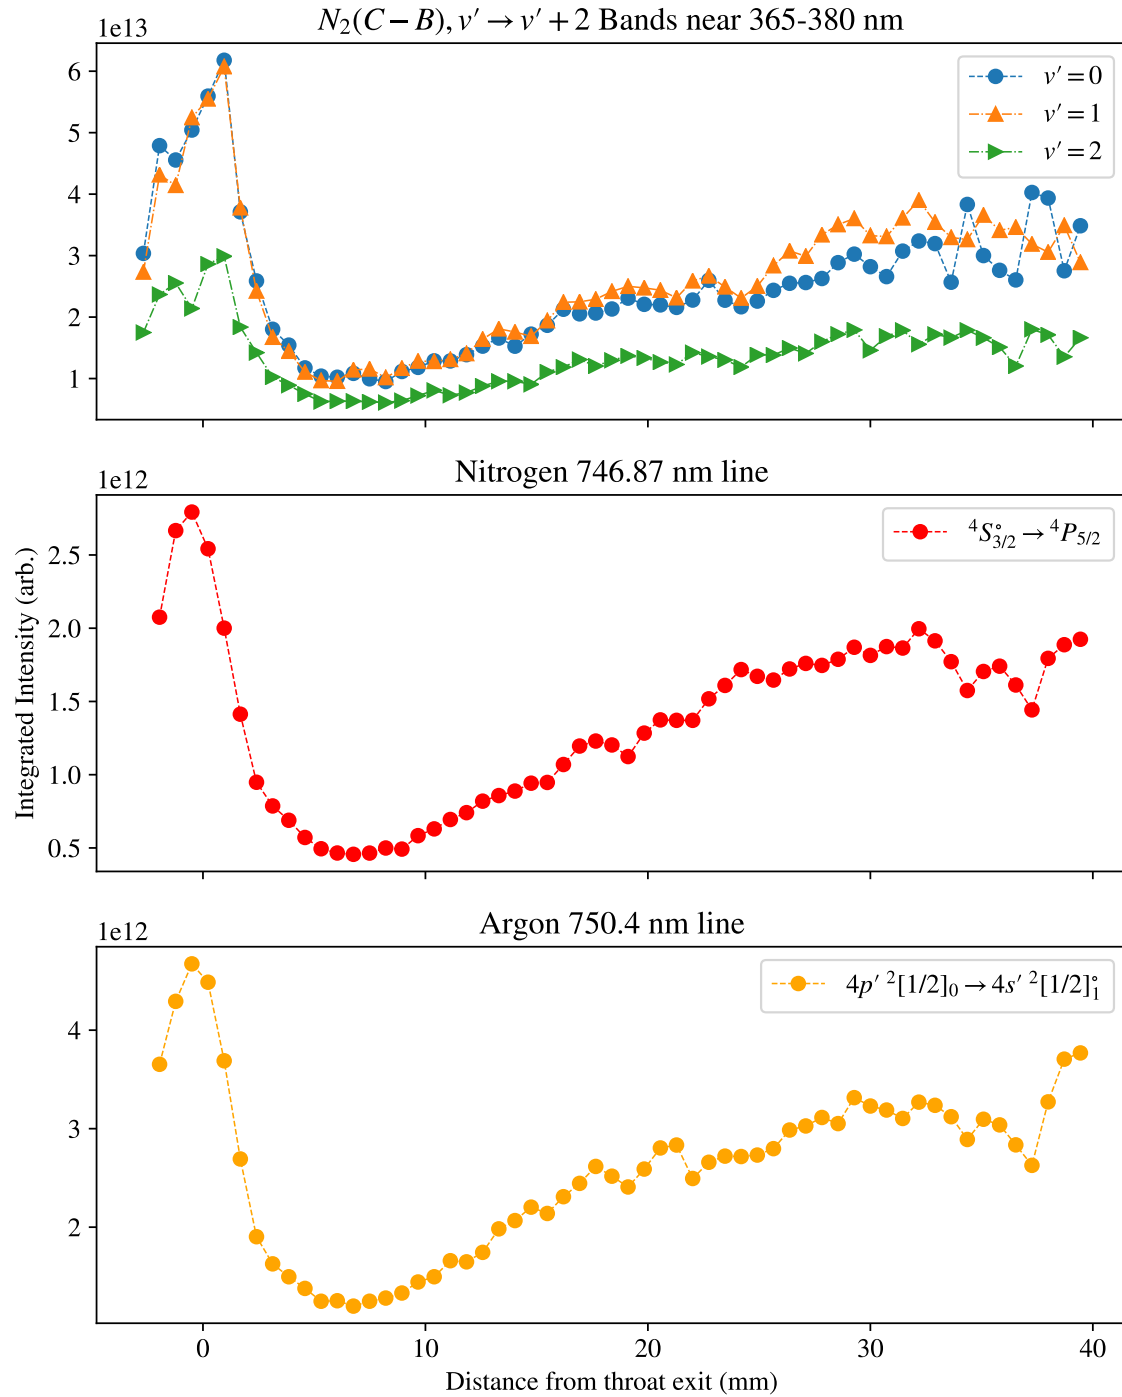 N₂(C − B), v′ → v′ + 2 Bands near 365-380 nm
1e13
6
5
4
3
2
1
v′ = 0
v′ = 1
v′ = 2
Nitrogen 746.87 nm line
1e12
2.5
2.0
1.5
1.0
0.5
⁴S°₃/₂ → ⁴P₅/₂
Integrated Intensity (arb.)
Argon 750.4 nm line
1e12
4
3
2
4p′ ²[1/2]₀ → 4s′ ²[1/2]°₁
0 10 20 30 40
Distance from throat exit (mm)